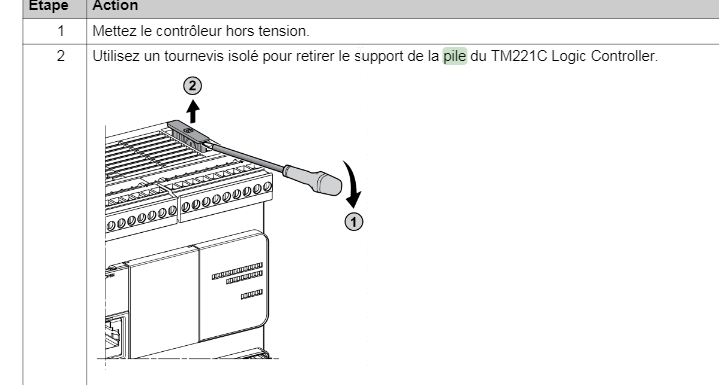 Étape Action
1 Mettez le contrôleur hors tension.
2 Utilisez un tournevis isolé pour retirer le support de la pile du TM221C Logic Controller.
2
1